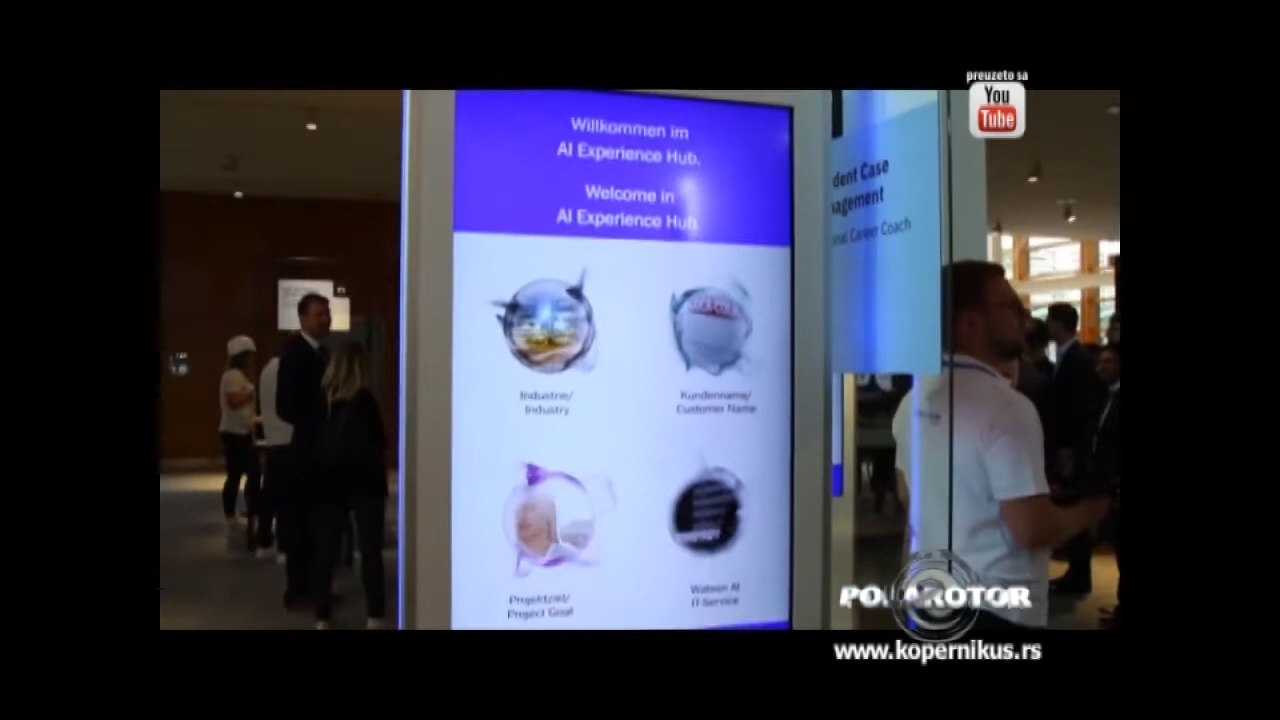 preuzeto sa
You
Tube
Willkommen im
AI Experience Hub.
Welcome in
AI Experience Hub
dent Case
agement
nal Career Coach
Industrie/
Industry
Kundenname/
Customer Name
Projektziel/
Project Goal
Watson AI
IT-Service
www.kopernikus.rs